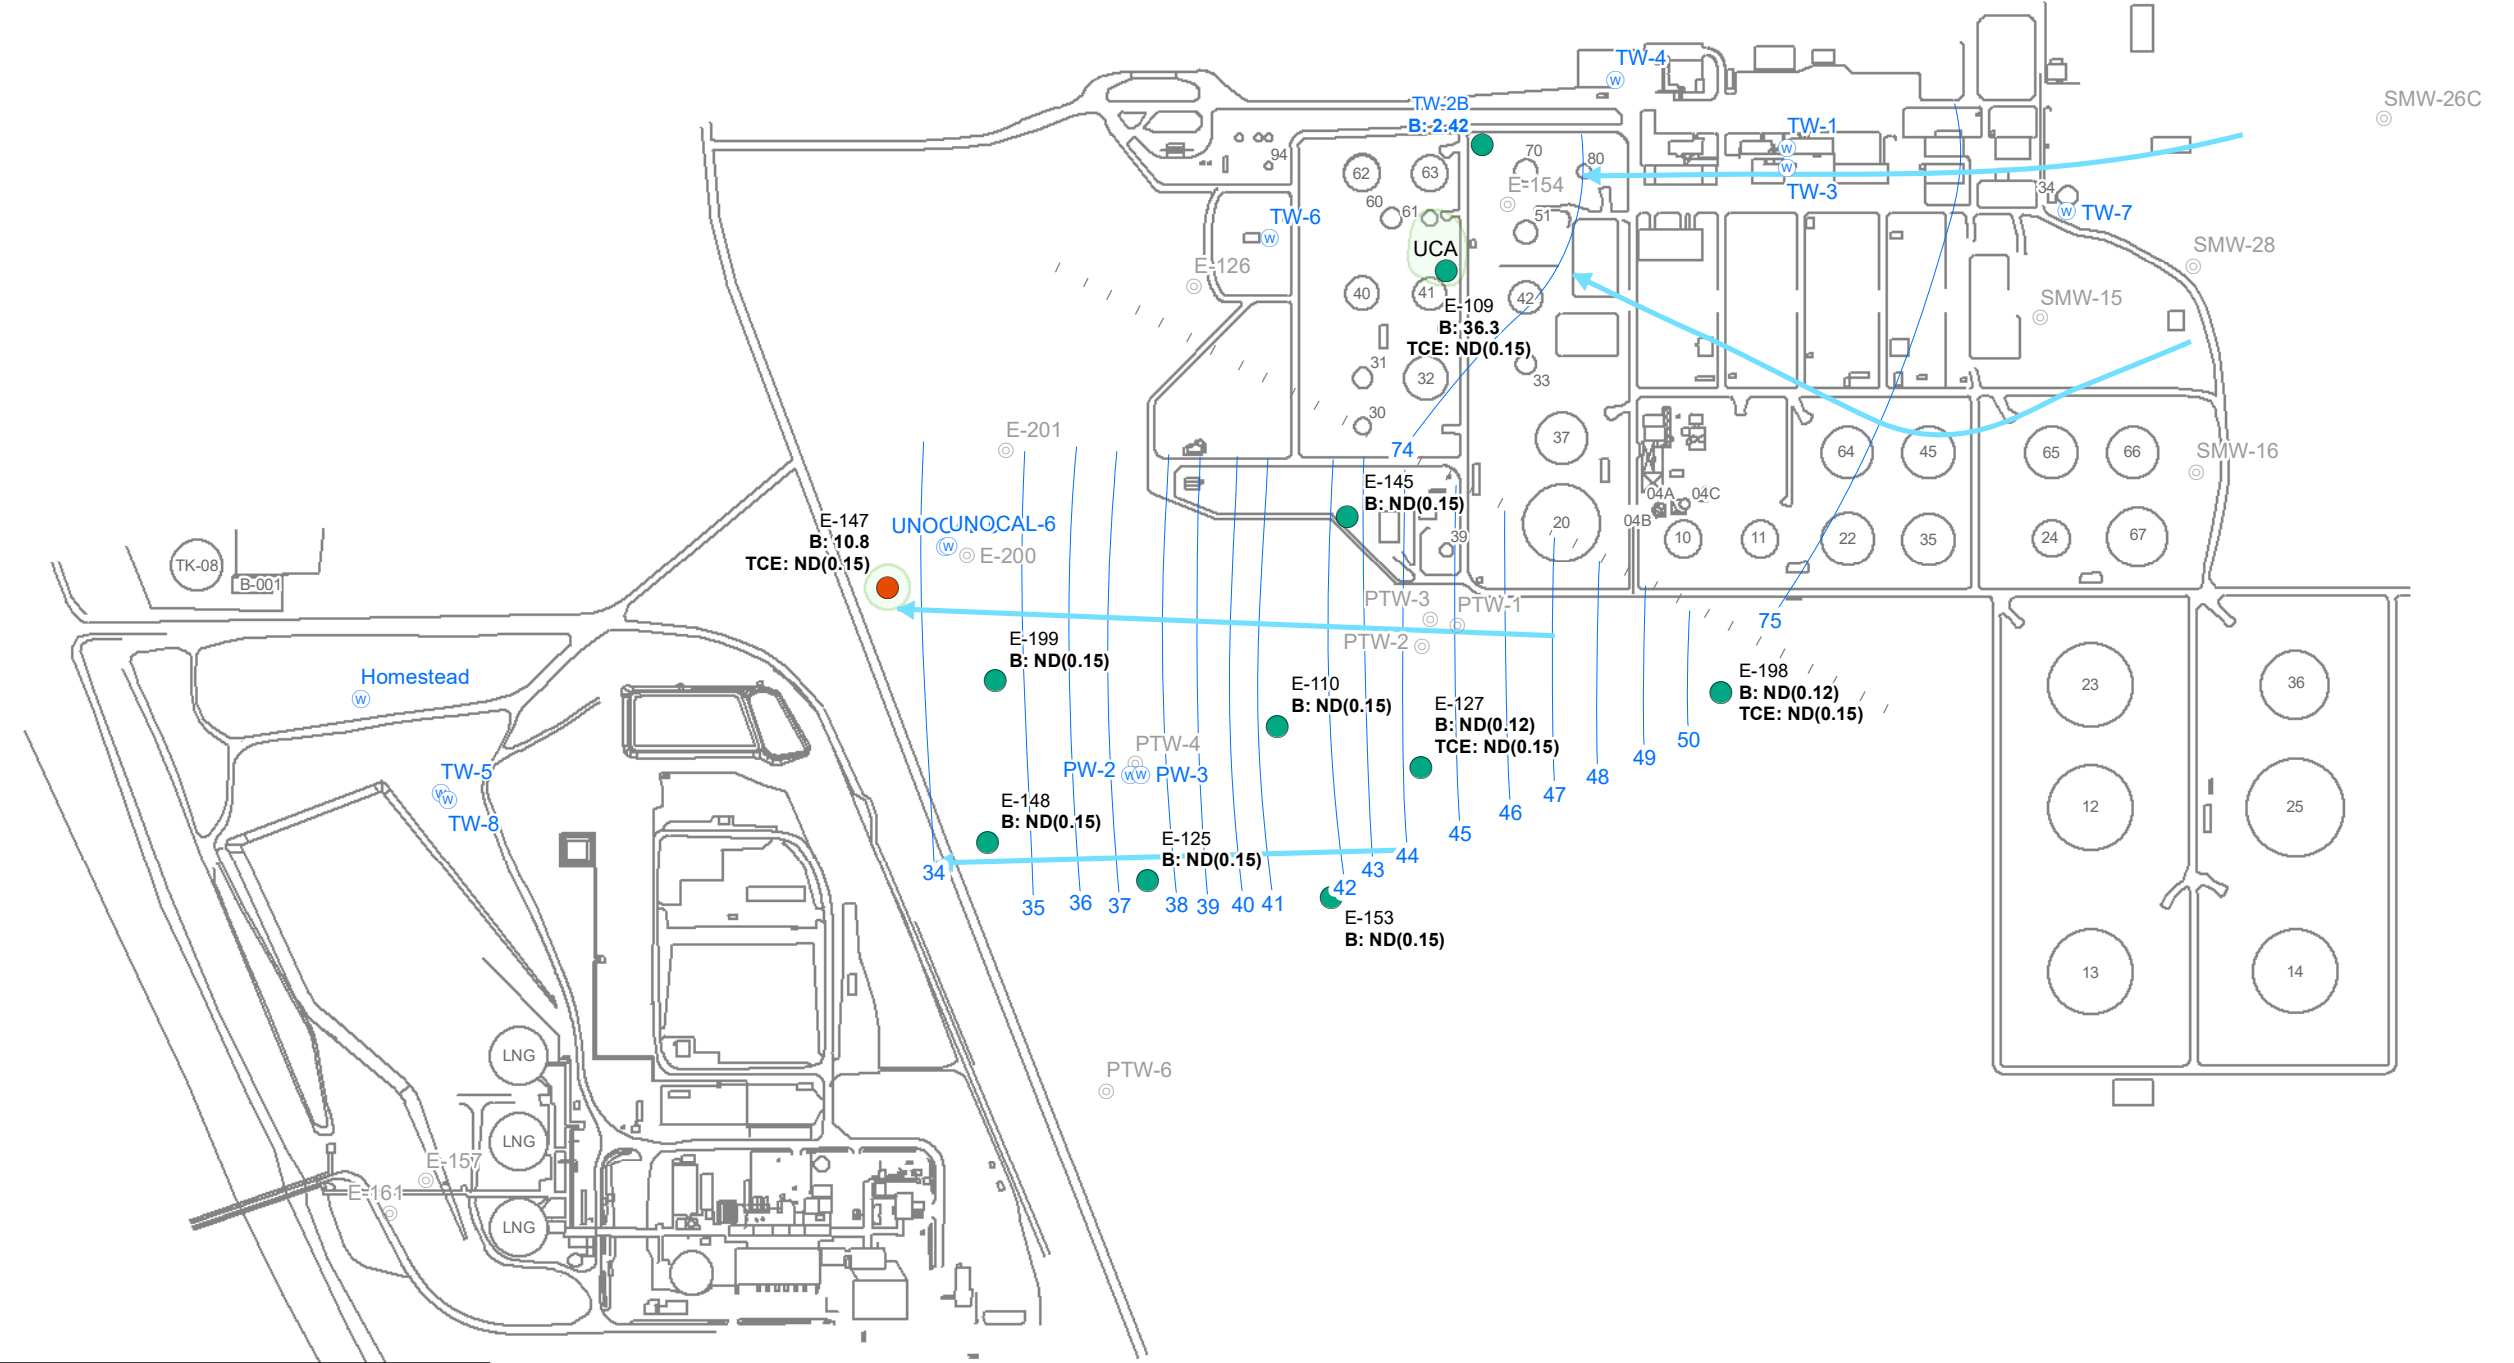 TW-4
SMW-26C
TW-2B
B: 2.42
TW-1
94
70
80
62
63
E-154
TW-3
34
60
61
51
TW-6
TW-7
UCA
SMW-28
E-126
40
41
42
SMW-15
E-109
B: 36.3
TCE: ND(0.15)
31
32
33
30
E-201
74
37
64
45
65
66
SMW-16
E-145
B: ND(0.15)
04A
04C
04B
E-147
B: 10.8
TCE: ND(0.15)
UNOCAL-6
E-200
20
39
10
11
22
35
24
67
TK-08
B-001
PTW-3
PTW-1
PTW-2
75
E-199
B: ND(0.15)
Homestead
E-110
B: ND(0.15)
E-198
B: ND(0.12)
TCE: ND(0.15)
23
36
E-127
B: ND(0.12)
TCE: ND(0.15)
PTW-4
PW-2
PW-3
50
49
48
47
46
45
44
43
42
41
40
39
38
37
36
35
34
TW-5
TW-8
E-148
B: ND(0.15)
E-125
B: ND(0.15)
E-153
B: ND(0.15)
12
25
13
14
LNG
LNG
LNG
PTW-6
E-157
E-161